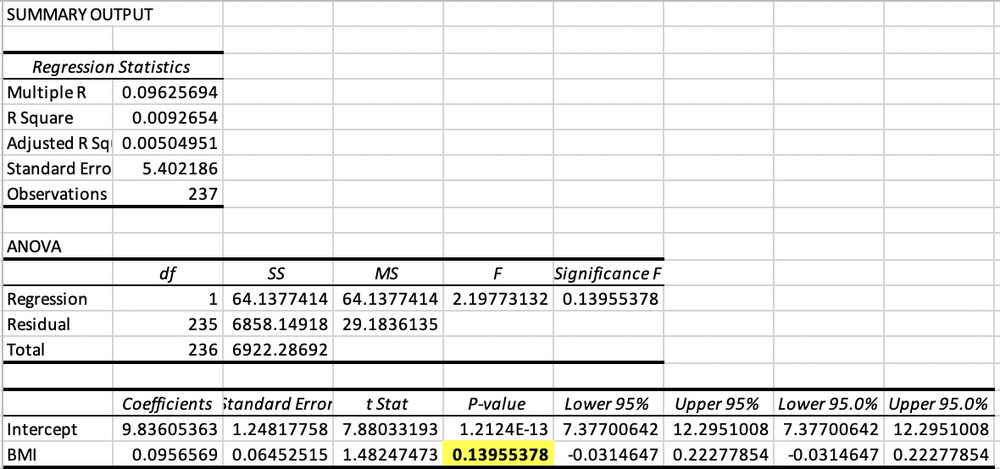 SUMMARY OUTPUT
Regression Statistics
Multiple R 0.09625694
R Square 0.0092654
Adjusted R Sq 0.00504951
Standard Erro 5.402186
Observations 237
ANOVA
df SS MS F Significance F
Regression 1 64.1377414 64.1377414 2.19773132 0.13955378
Residual 235 6858.14918 29.1836135
Total 236 6922.28692
Coefficients Standard Error t Stat P-value Lower 95% Upper 95% Lower 95.0% Upper 95.0%
Intercept 9.83605363 1.24817758 7.88033193 1.2124E-13 7.37700642 12.2951008 7.37700642 12.2951008
BMI 0.0956569 0.06452515 1.48247473 0.13955378 -0.0314647 0.22277854 -0.0314647 0.22277854